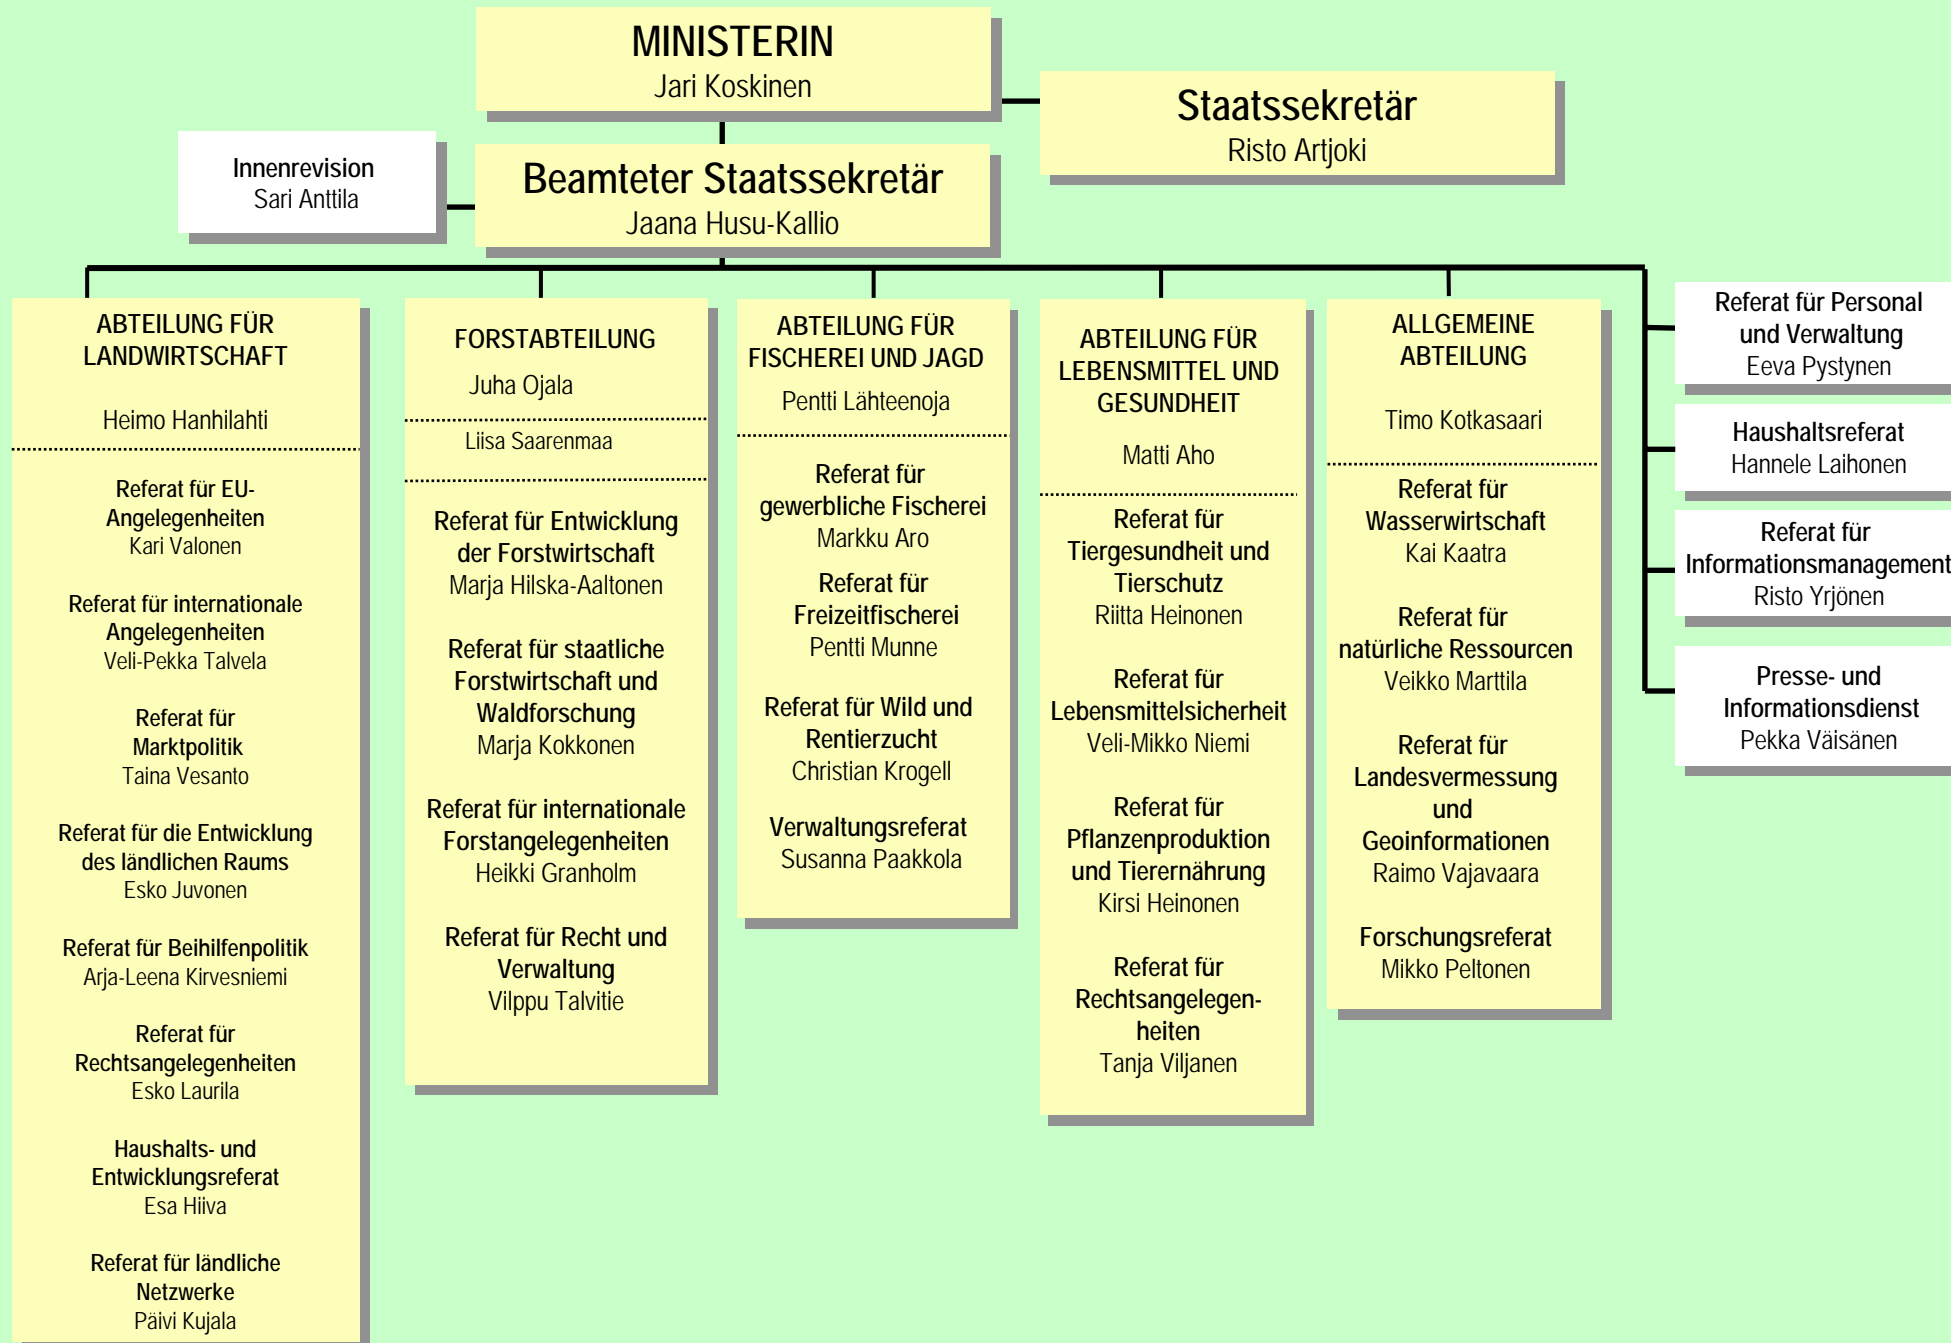 MINISTERIN
Jari Koskinen
Staatssekretär
Risto Artjoki
Innenrevision
Sari Anttila
Beamteter Staatssekretär
Jaana Husu-Kallio
ABTEILUNG FÜR
LANDWIRTSCHAFT
Heimo Hanhilahti
Referat für EU-
Angelegenheiten
Kari Valonen
Referat für internationale
Angelegenheiten
Veli-Pekka Talvela
Referat für
Marktpolitik
Taina Vesanto
Referat für die Entwicklung
des ländlichen Raums
Esko Juvonen
Referat für Beihilfenpolitik
Arja-Leena Kirvesniemi
Referat für
Rechtsangelegenheiten
Esko Laurila
Haushalts- und
Entwicklungsreferat
Esa Hiiva
Referat für ländliche
Netzwerke
Päivi Kujala
FORSTABTEILUNG
Juha Ojala
Liisa Saarenmaa
Referat für Entwicklung
der Forstwirtschaft
Marja Hilska-Aaltonen
Referat für staatliche
Forstwirtschaft und
Waldforschung
Marja Kokkonen
Referat für internationale
Forstangelegenheiten
Heikki Granholm
Referat für Recht und
Verwaltung
Vilppu Talvitie
ABTEILUNG FÜR
FISCHEREI UND JAGD
Pentti Lähteenoja
Referat für
gewerbliche Fischerei
Markku Aro
Referat für
Freizeitfischerei
Pentti Munne
Referat für Wild und
Rentierzucht
Christian Krogell
Verwaltungsreferat
Susanna Paakkola
ABTEILUNG FÜR
LEBENSMITTEL UND
GESUNDHEIT
Matti Aho
Referat für
Tiergesundheit und
Tierschutz
Riitta Heinonen
Referat für
Lebensmittelsicherheit
Veli-Mikko Niemi
Referat für
Pflanzenproduktion
und Tierernährung
Kirsi Heinonen
Referat für
Rechtsangelegen-
heiten
Tanja Viljanen
ALLGEMEINE
ABTEILUNG
Timo Kotkasaari
Referat für
Wasserwirtschaft
Kai Kaatra
Referat für
natürliche Ressourcen
Veikko Marttila
Referat für
Landesvermessung
und
Geoinformationen
Raimo Vajavaara
Forschungsreferat
Mikko Peltonen
Referat für Personal
und Verwaltung
Eeva Pystynen
Haushaltsreferat
Hannele Laihonen
Referat für
Informationsmanagement
Risto Yrjönen
Presse- und
Informationsdienst
Pekka Väisänen